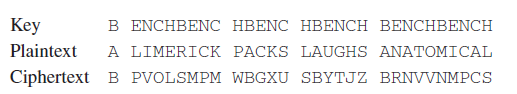 Key B ENCHBENC HBENC HBENCH BENCHBENCH
Plaintext A LIMERICK PACKS LAUGHS ANATOMICAL
Ciphertext B PVOLSMPM WBGXU SBYTJZ BRNVVNMPCS